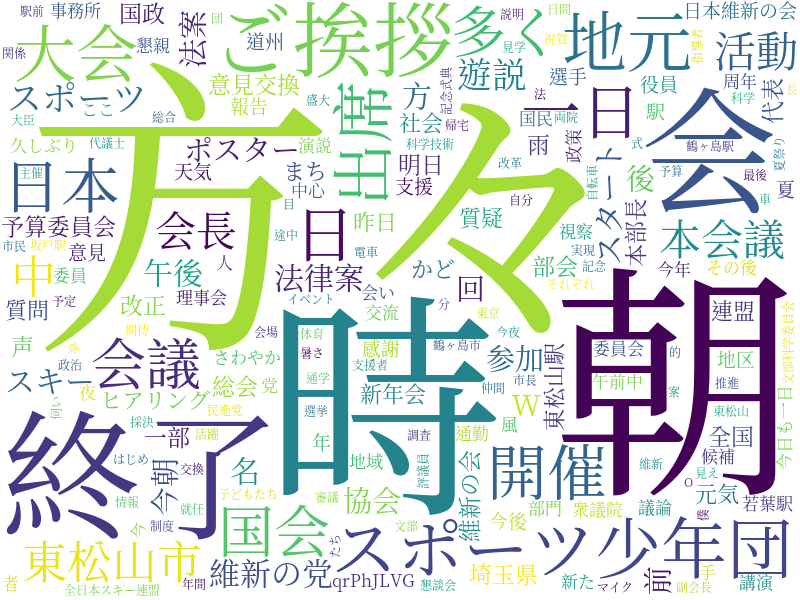 駅前 事務所 国政 法案 ご挨拶 多く 地元 日本維新の会
関係 懇親 道州 見学 祝賀 指導者
大会 団 日間 説明 活動
スポーツ 意見交換 報告 遊説 選手 役員 周年 代表
ここ 盛大 記念式典 方 一日 会 駅 科学 長
大臣 代議士 総合 法 帰宅 社会 国民 両院 鶴ヶ島駅
久しぶり ポスター 演説 出席 科学技術 雨 政策 式 予算 夏祭り
方々 天気 まち 明日 支援 改革 自転車 最後 車 夏
日本 主催 中心 目 自分 スタート 後
予算委員会 会長 日 昨日 質疑 視察 本部長 本会議
市民 坂戸駅 意見 途中 電車 実現 記念 今年 その後
中 委員 午後 人 法律案 かど 部会 回
質問 予定 改正 理事会 イベント 会い それぞれ 連盟
声 期待 会議 会場 体育 交流 分 東京 参加 委員会 的 地区 文部科学委員会
政治 さわやか 暑さ 鶴ヶ島市 今夜 午前中 案
スキー 巻 総会 党 通学 支援者 感謝 仲間 市長 推進 今日も一日
伺い 夜 ヒアリング 新年会 W 東松山駅 東松山 全国
終了 時 朝
採決 民進党 選挙 年 調査 通勤 風 開催 候補
はじめ 一部 活躍 今朝 名 地域 評議員 維新の会 維新 見え o 元気
交換 情報 子どもたち 審議 協会 今後 部門 衆議院 議論 若葉駅
今 制度 就任 国会 スポーツ少年団 僕
東松山市 文部 たち
者 維新の党 qrPhJLVG 埼玉県 新た マイク 前 手 講演
全日本スキー連盟 年間 懇談会 副会長